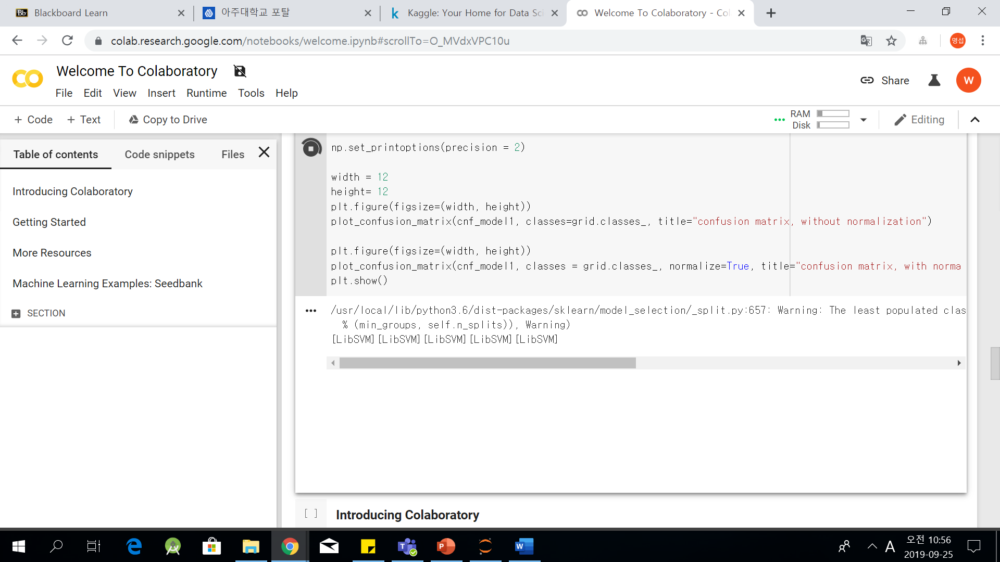 Blackboard Learn
아주대학교 포탈
Kaggle: Your Home for Data Sci
Welcome To Colaboratory - Col
colab.research.google.com/notebooks/welcome.ipynb#scrollTo=O_MVdxVPC10u
명섭
Welcome To Colaboratory
Share
W
File Edit View Insert Runtime Tools Help
+ Code + Text Copy to Drive
RAM
Disk
Editing
Table of contents Code snippets Files
Introducing Colaboratory
Getting Started
More Resources
Machine Learning Examples: Seedbank
SECTION
np.set_printoptions(precision = 2)
width = 12
height= 12
plt.figure(figsize=(width, height))
plot_confusion_matrix(cnf_model1, classes=grid.classes_, title="confusion matrix, without normalization")
plt.figure(figsize=(width, height))
plot_confusion_matrix(cnf_model1, classes = grid.classes_, normalize=True, title="confusion matrix, with norma
plt.show()
/usr/local/lib/python3.6/dist-packages/sklearn/model_selection/_split.py:657: Warning: The least populated clas
% (min_groups, self.n_splits)), Warning)
[LibSVM][LibSVM][LibSVM][LibSVM][LibSVM]
[ ]
Introducing Colaboratory
A
오전 10:56
2019-09-25